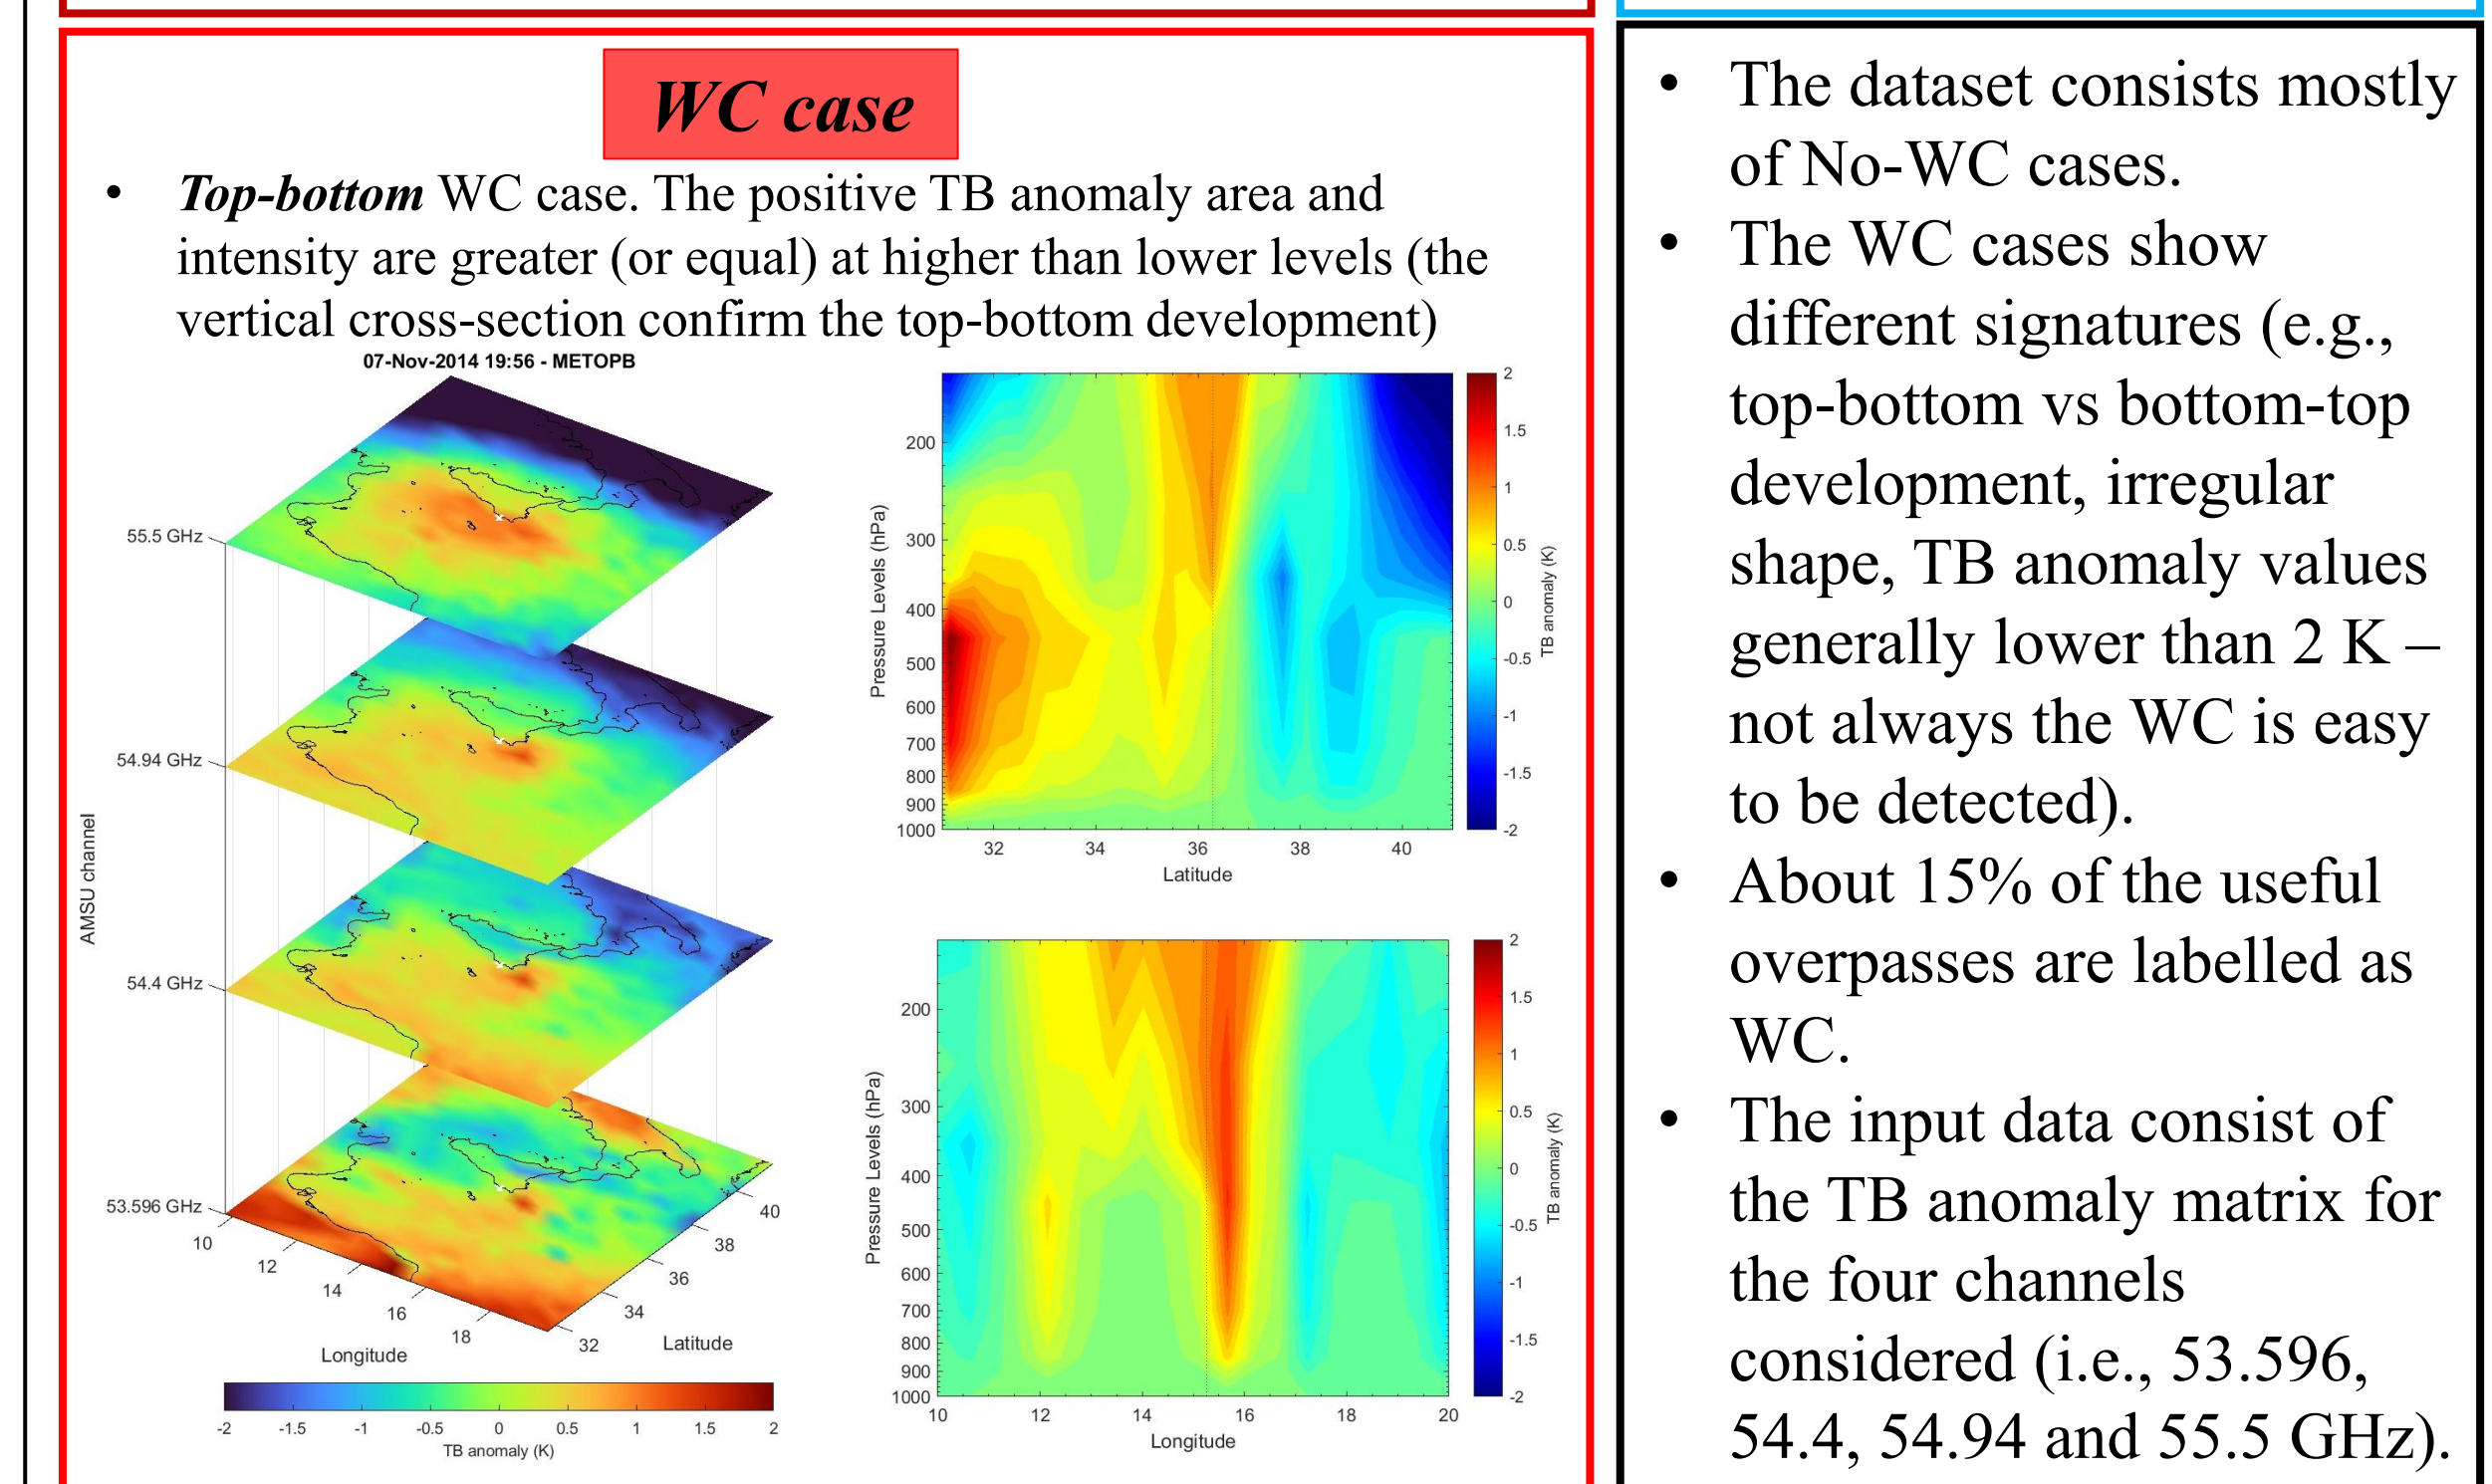 WC case
• Top-bottom WC case. The positive TB anomaly area and
intensity are greater (or equal) at higher than lower levels (the
vertical cross-section confirm the top-bottom development)
07-Nov-2014 19:56 - METOPB
55.5 GHz
54.94 GHz
54.4 GHz
53.596 GHz
AMSU channel
10
12
14
16
18
Longitude
32
34
36
38
40
Latitude
-2 -1.5 -1 -0.5 0 0.5 1 1.5 2
TB anomaly (K)
200
300
400
500
600
700
800
900
1000
Pressure Levels (hPa)
32 34 36 38 40
Latitude
2
1.5
1
0.5
0
-0.5
-1
-1.5
-2
TB anomaly (K)
200
300
400
500
600
700
800
900
1000
Pressure Levels (hPa)
10 12 14 16 18 20
Longitude
2
1.5
1
0.5
0
-0.5
-1
-1.5
-2
TB anomaly (K)
• The dataset consists mostly
of No-WC cases.
• The WC cases show
different signatures (e.g.,
top-bottom vs bottom-top
development, irregular
shape, TB anomaly values
generally lower than 2 K –
not always the WC is easy
to be detected).
• About 15% of the useful
overpasses are labelled as
WC.
• The input data consist of
the TB anomaly matrix for
the four channels
considered (i.e., 53.596,
54.4, 54.94 and 55.5 GHz).